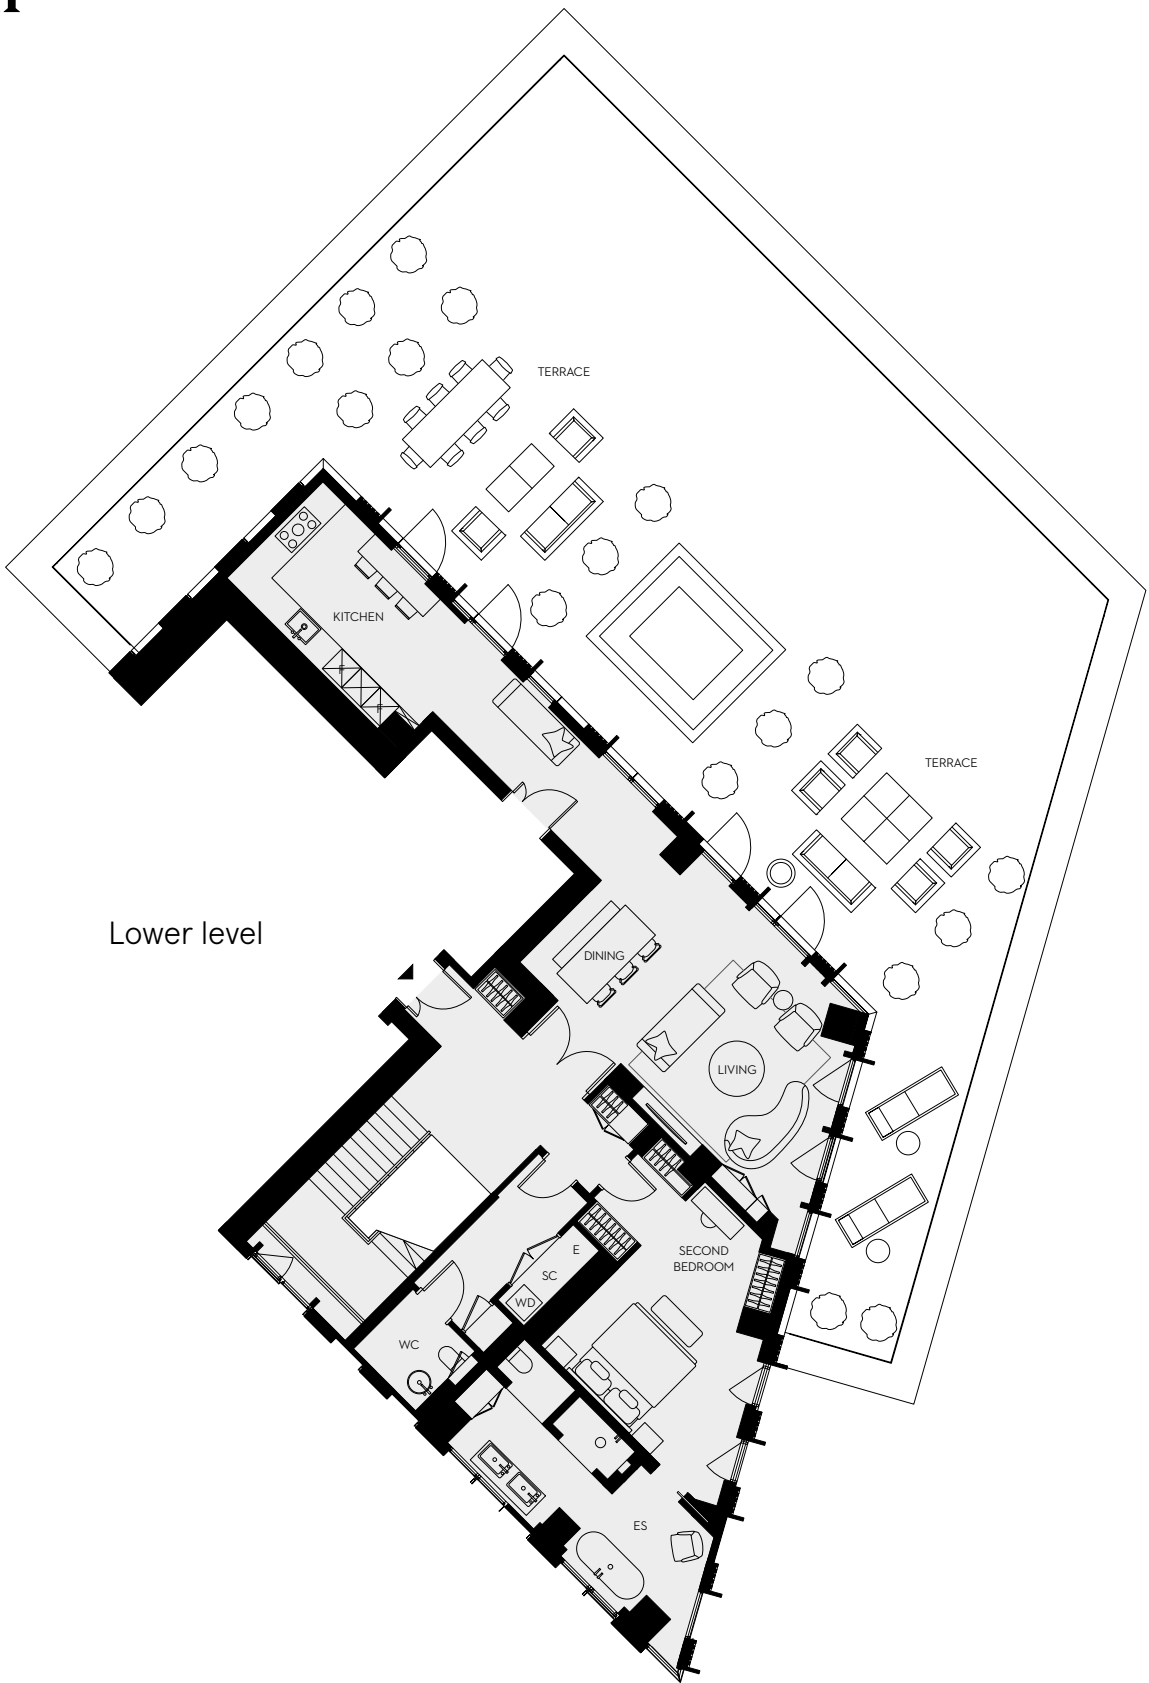 TERRACE
KITCHEN
F
F
TERRACE
Lower level
DINING
LIVING
SECOND
BEDROOM
E
SC
WD
WC
ES